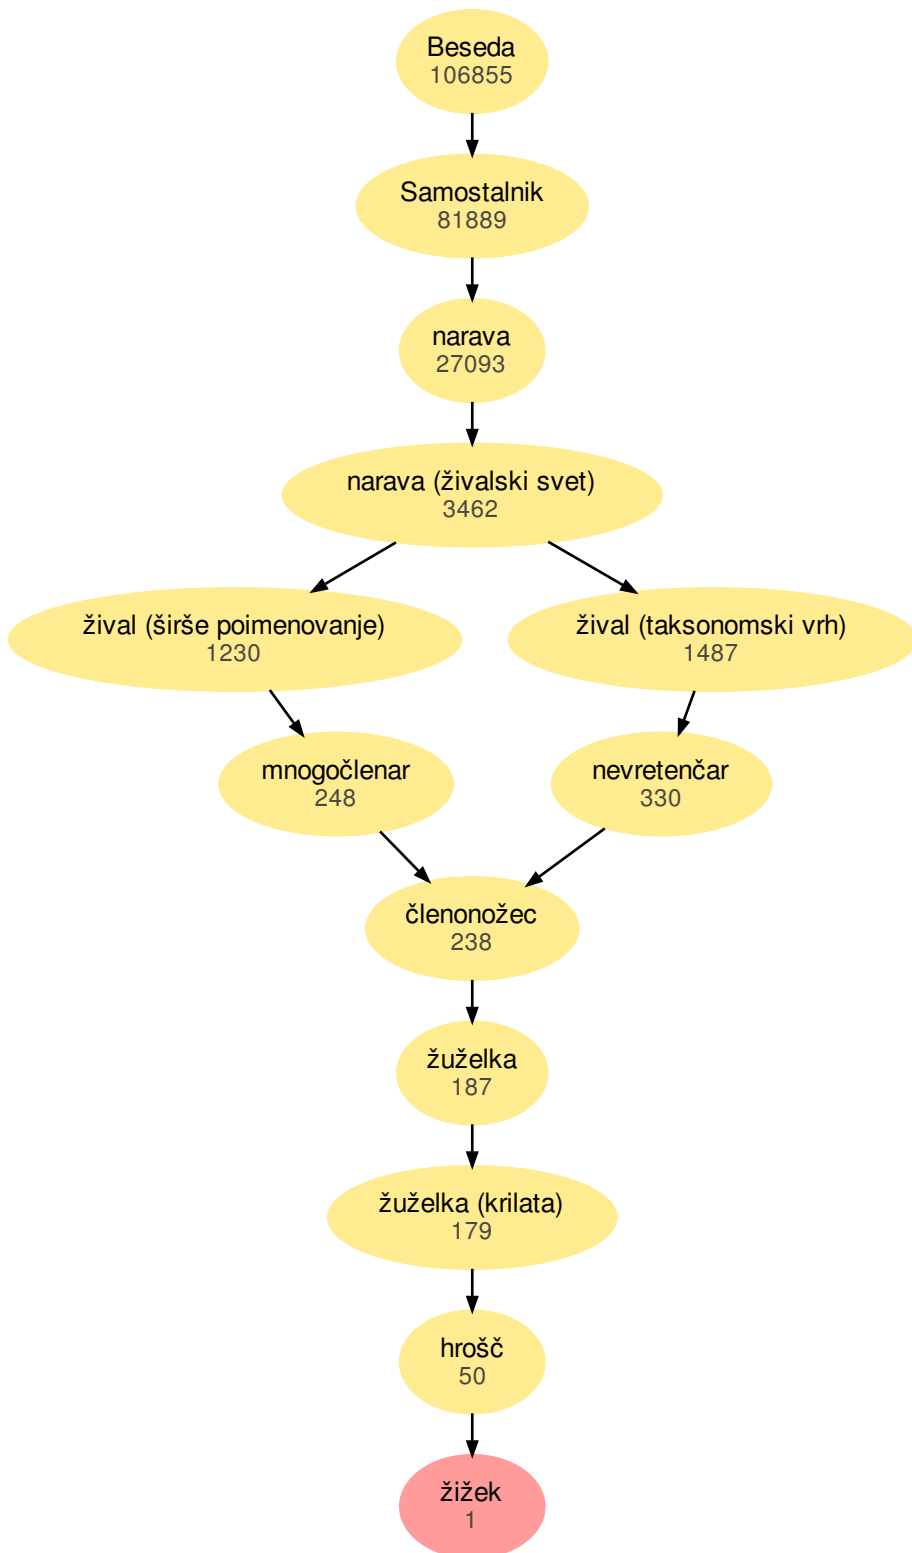 Beseda
106855
Samostalnik
81889
narava
27093
narava (živalski svet)
3462
žival (širše poimenovanje)
1230
žival (taksonomski vrh)
1487
mnogočlenar
248
nevretenčar
330
členonožec
238
žuželka
187
žuželka (krilata)
179
hrošč
50
žižek
1